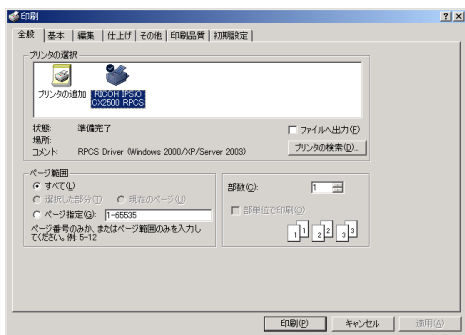 印刷
全般 基本 編集 仕上げ その他 印刷品質 初期設定
プリンタの選択
プリンタの追加 RICOH IPSiO CX2500 RPCS
状態: 準備完了
場所:
コメント: RPCS Driver (Windows 2000/XP/Server 2003)
ファイルへ出力(F)
プリンタの検索(D)...
ページ範囲
すべて(L)
選択した部分(T) 現在のページ(U)
ページ指定(G): 1-65535
ページ番号のみか、またはページ範囲のみを入力し
てください。例: 5-12
部数(C): 1
部単位で印刷(O)
1 1 2 2 3 3
印刷(P) キャンセル 適用(A)